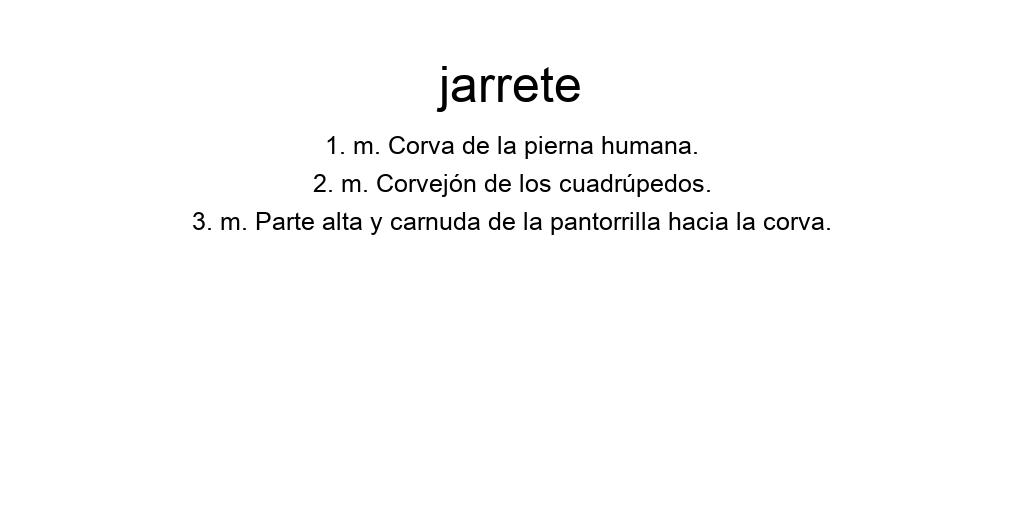 jarrete
1. m. Corva de la pierna humana.
2. m. Corvejón de los cuadrúpedos.
3. m. Parte alta y carnuda de la pantorrilla hacia la corva.